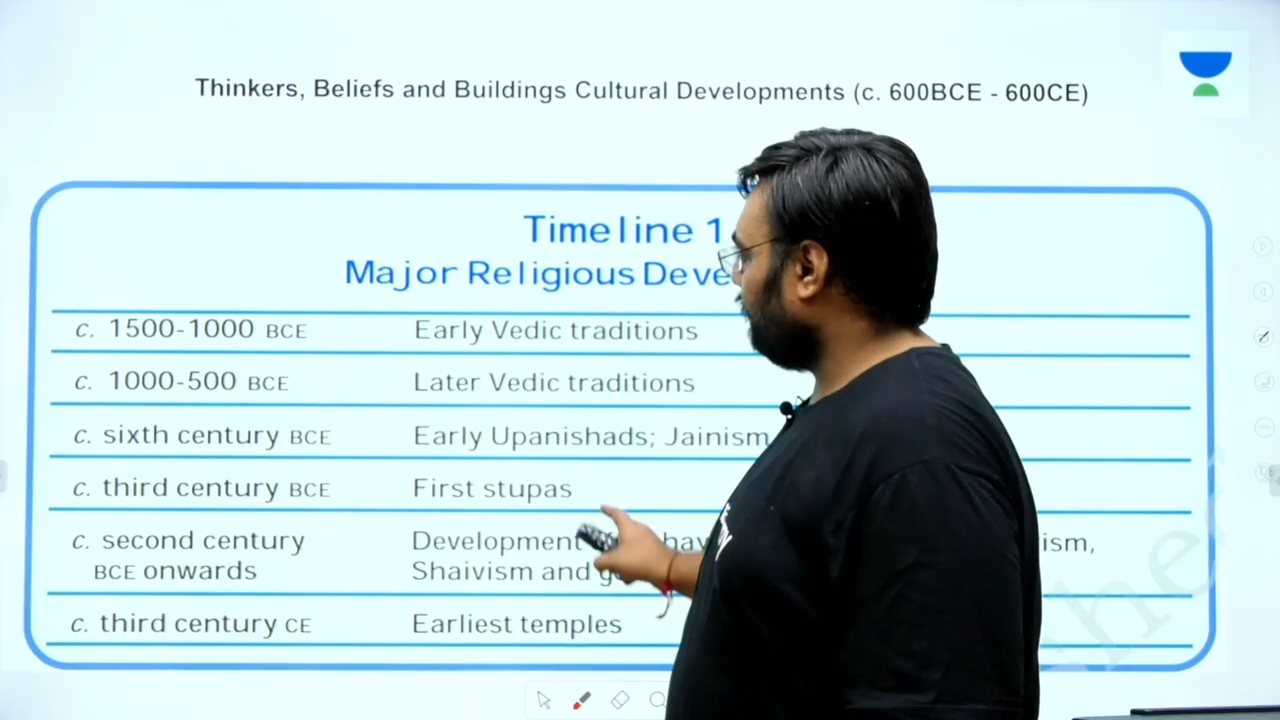 Thinkers, Beliefs and Buildings Cultural Developments (c. 600BCE - 600CE)
Timeline 1
Major Religious Deve
c. 1500-1000 BCE Early Vedic traditions
c. 1000-500 BCE Later Vedic traditions
c. sixth century BCE Early Upanishads; Jainism
c. third century BCE First stupas
c. second century Development ism,
BCE onwards Shaivism and
c. third century CE Earliest temples